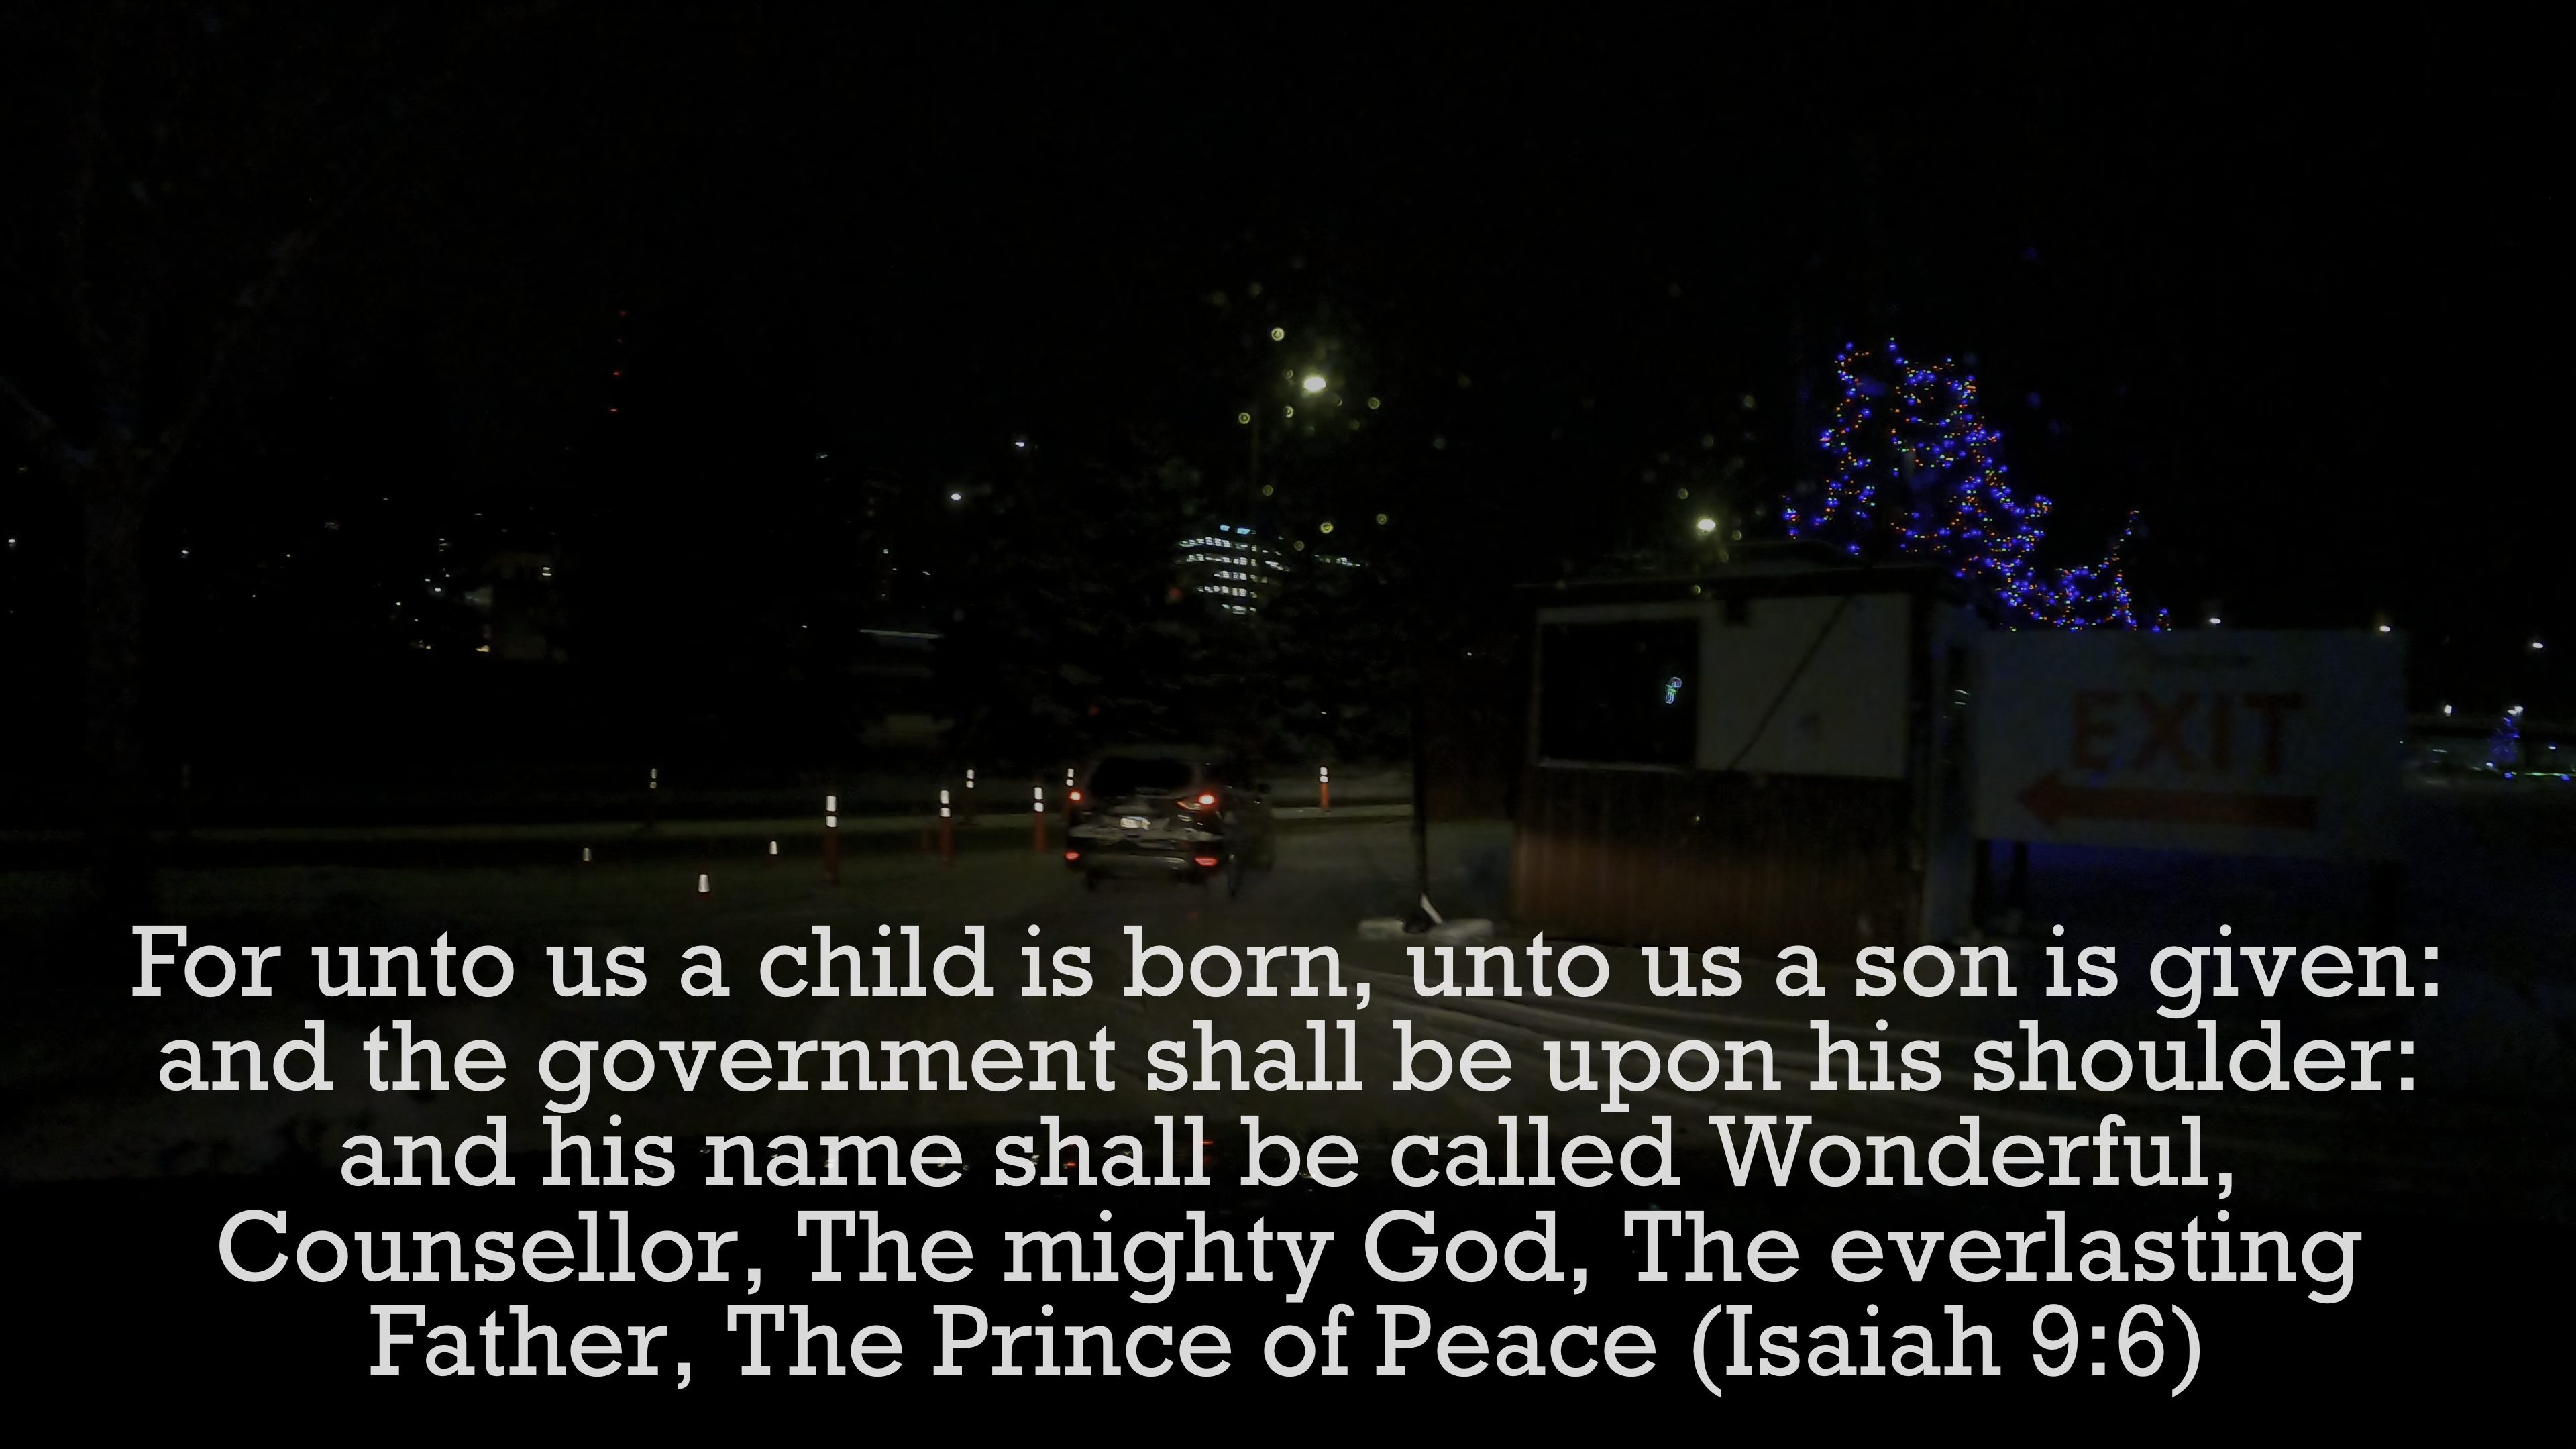 EXIT
For unto us a child is born, unto us a son is given:
and the government shall be upon his shoulder:
and his name shall be called Wonderful,
Counsellor, The mighty God, The everlasting
Father, The Prince of Peace (Isaiah 9:6)